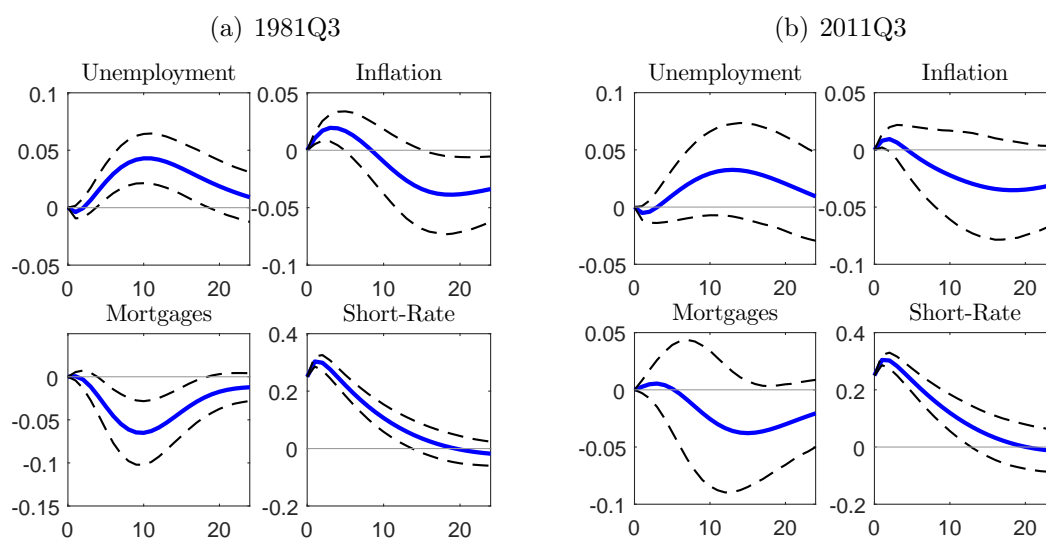 (a) 1981Q3
(b) 2011Q3
Unemployment
Inflation
0.1
0.05
0
-0.05
0 10 20
0.05
0
-0.05
-0.1
0 10 20
Mortgages
Short-Rate
0
-0.05
-0.1
-0.15
0 10 20
0.4
0.2
0
-0.2
0 10 20
Unemployment
Inflation
0.1
0.05
0
-0.05
0 10 20
0.05
0
-0.05
-0.1
0 10 20
Mortgages
Short-Rate
0.05
0
-0.05
-0.1
0 10 20
0.4
0.2
0
-0.2
0 10 20